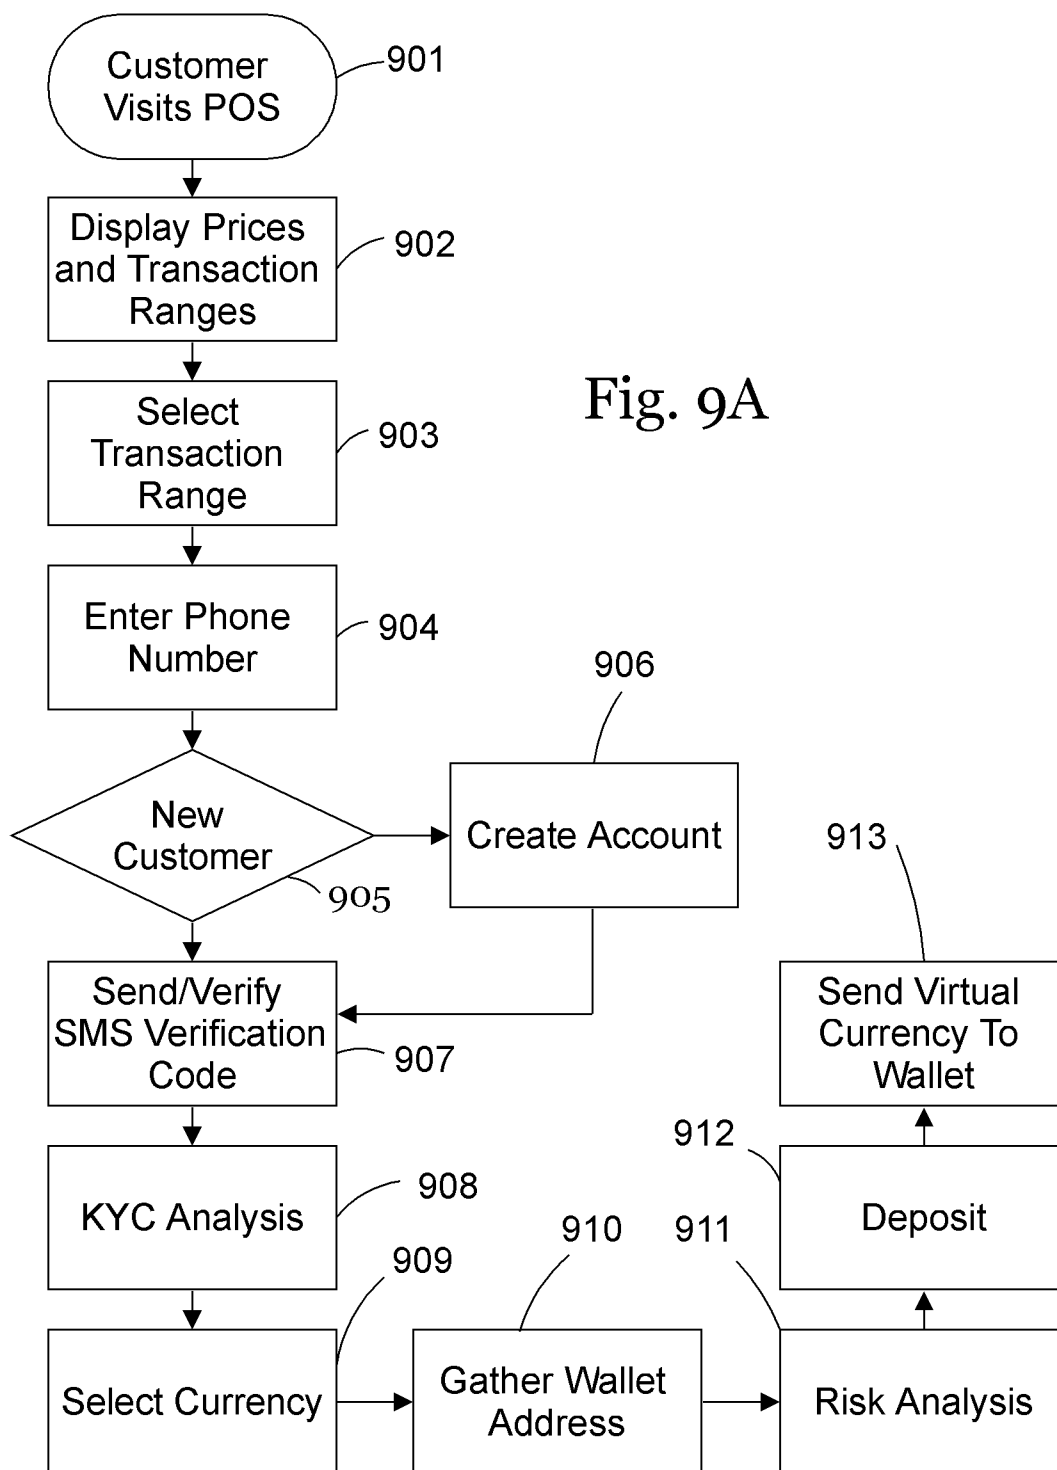 Customer
Visits POS
901
Display Prices
and Transaction
Ranges
902
Fig. 9A
Select
Transaction
Range
903
Enter Phone
Number
904
906
New
Customer
905
Create Account
913
Send/Verify
SMS Verification
Code
907
Send Virtual
Currency To
Wallet
912
KYC Analysis
908
Deposit
909
910
911
Select Currency
Gather Wallet
Address
Risk Analysis